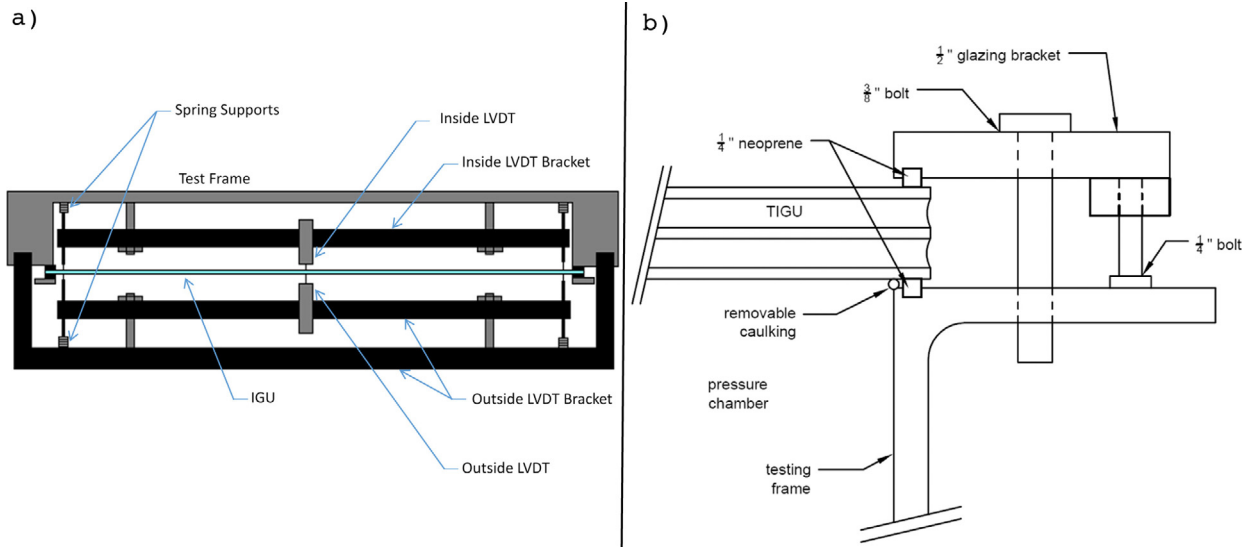 a)
Spring Supports
Inside LVDT
Inside LVDT Bracket
Test Frame
IGU
Outside LVDT Bracket
Outside LVDT
b)
1/2" glazing bracket
3/8" bolt
1/4" neoprene
TIGU
1/4" bolt
removable
caulking
pressure
chamber
testing
frame